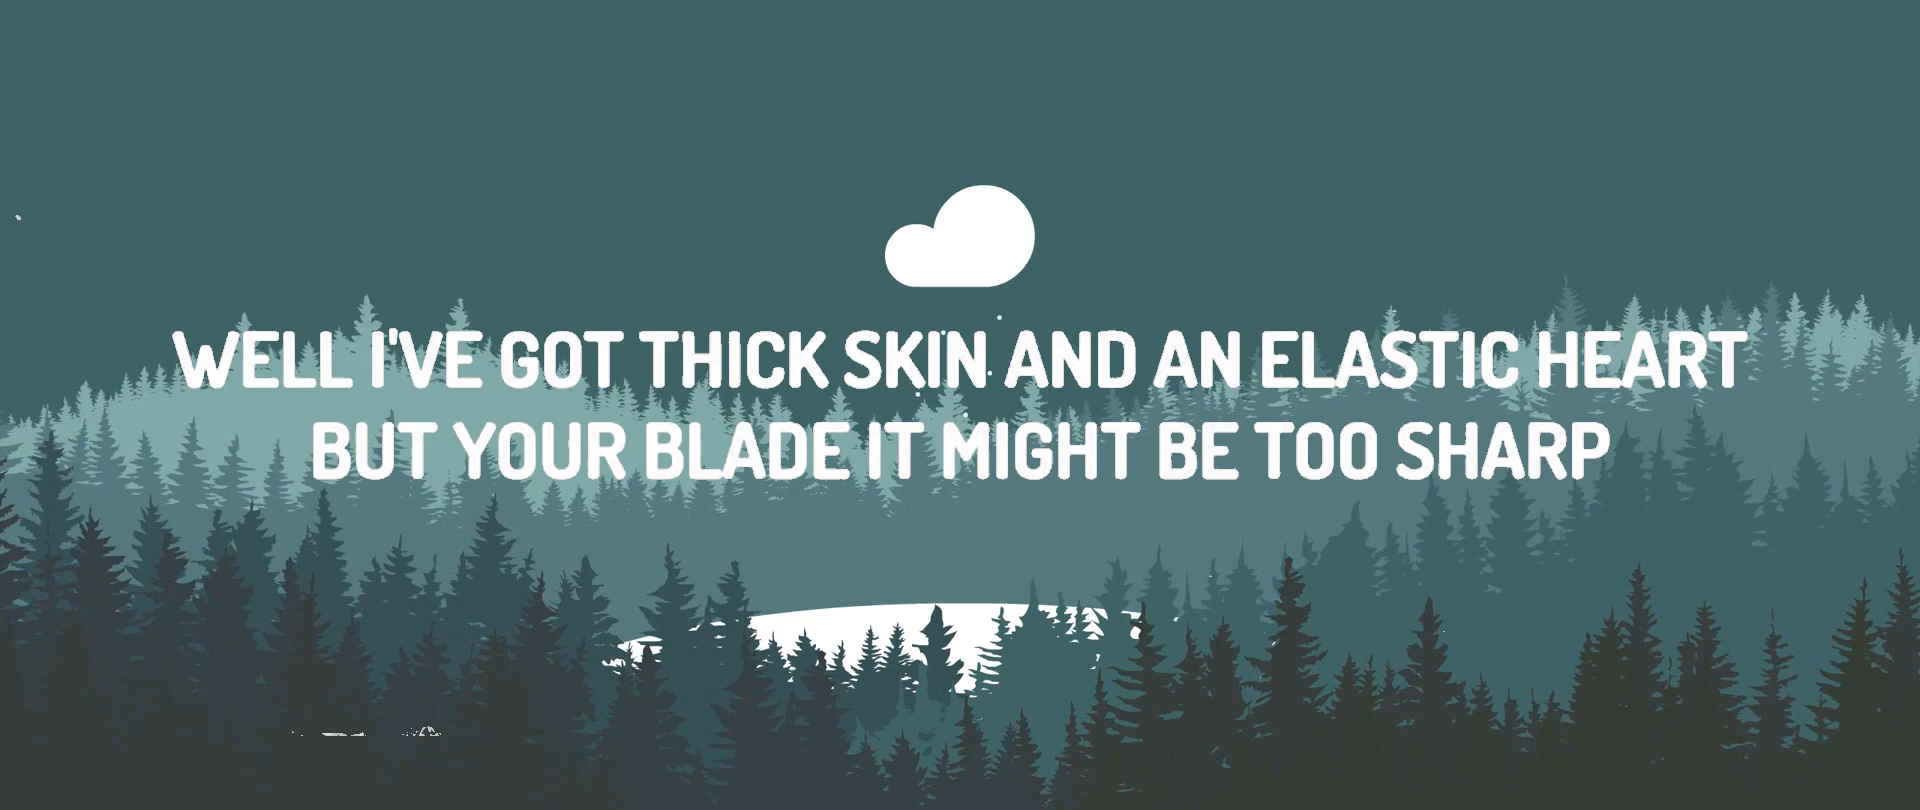 WELL I'VE GOT THICK SKIN AND AN ELASTIC HEART
BUT YOUR BLADE IT MIGHT BE TOO SHARP